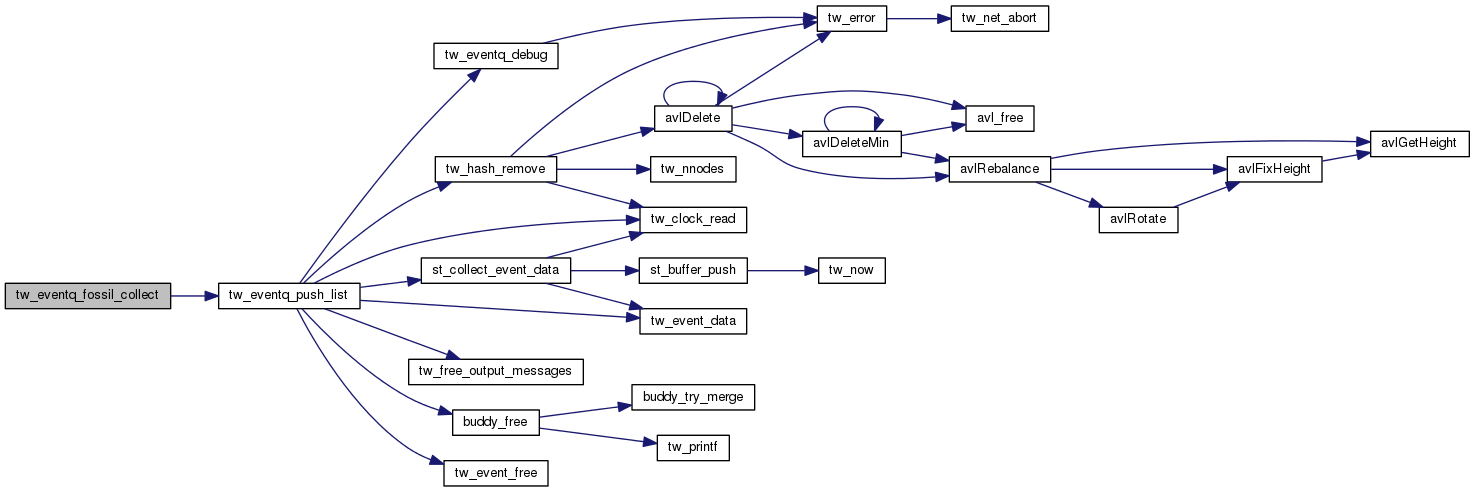 tw_eventq_fossil_collect
tw_eventq_push_list
tw_eventq_debug
tw_hash_remove
st_collect_event_data
tw_free_output_messages
buddy_free
tw_event_free
tw_error
tw_net_abort
avlDelete
avl_free
avlDeleteMin
tw_nnodes
avlRebalance
avlGetHeight
avlFixHeight
avlRotate
tw_clock_read
st_buffer_push
tw_now
tw_event_data
buddy_try_merge
tw_printf